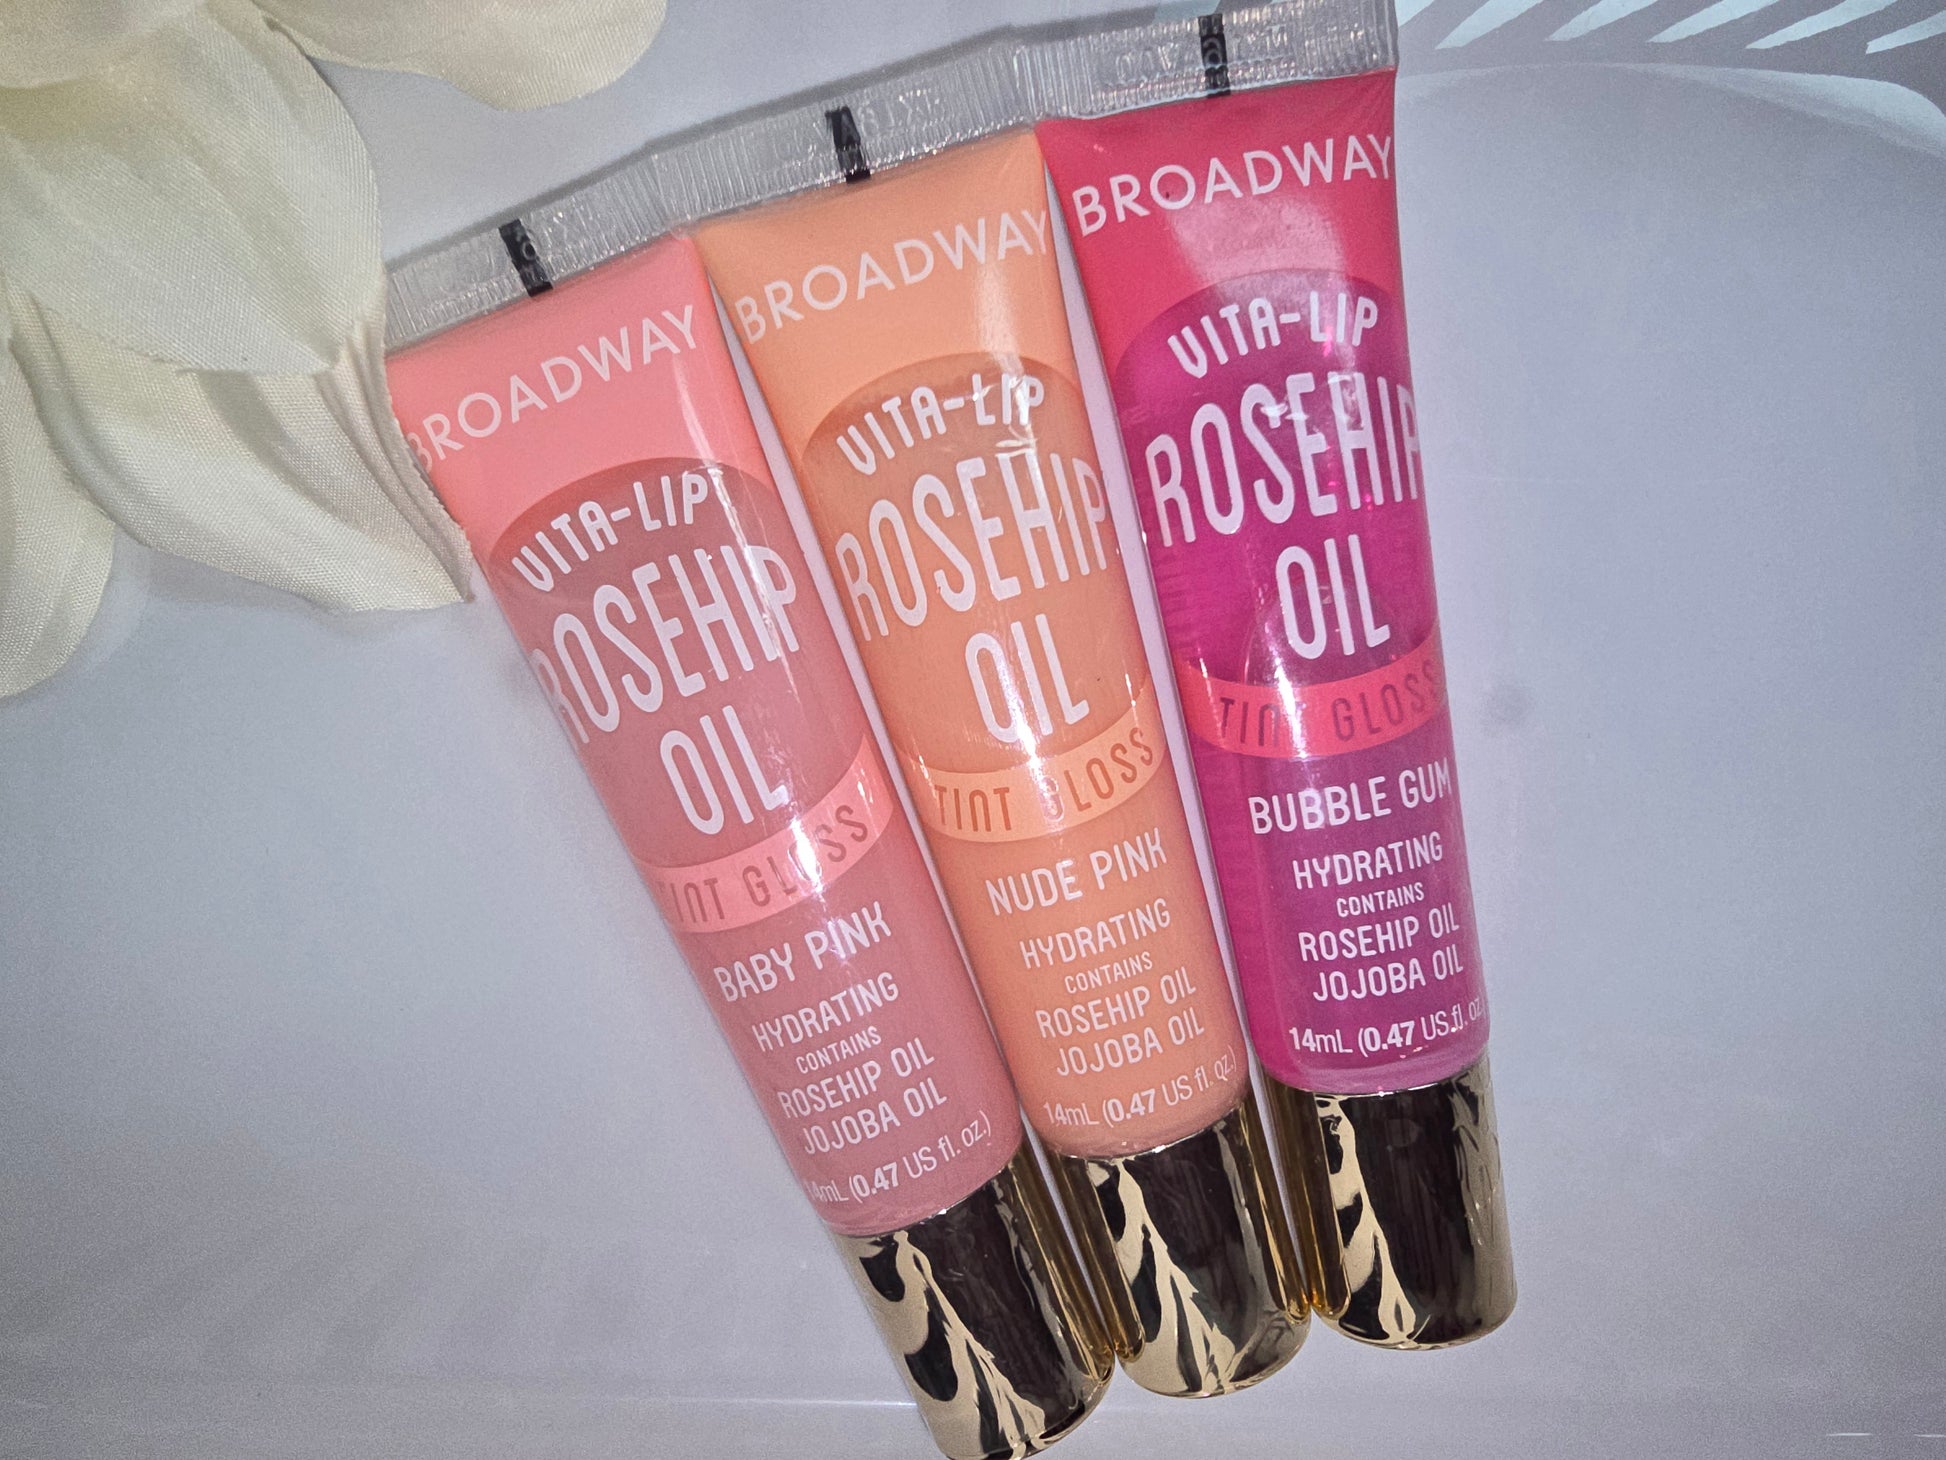 BROADWAY
VITA-LIP
ROSEHIP
OIL
TINT GLOSS
BABY PINK
HYDRATING
CONTAINS
ROSEHIP OIL
JOJOBA OIL
14mL (0.47 US fl. oz.)
BROADWAY
VITA-LIP
ROSEHIP
OIL
TINT GLOSS
NUDE PINK
HYDRATING
CONTAINS
ROSEHIP OIL
JOJOBA OIL
14mL (0.47 US fl. oz.)
BROADWAY
VITA-LIP
ROSEHIP
OIL
TINT GLOSS
BUBBLE GUM
HYDRATING
CONTAINS
ROSEHIP OIL
JOJOBA OIL
14mL (0.47 US fl. oz.